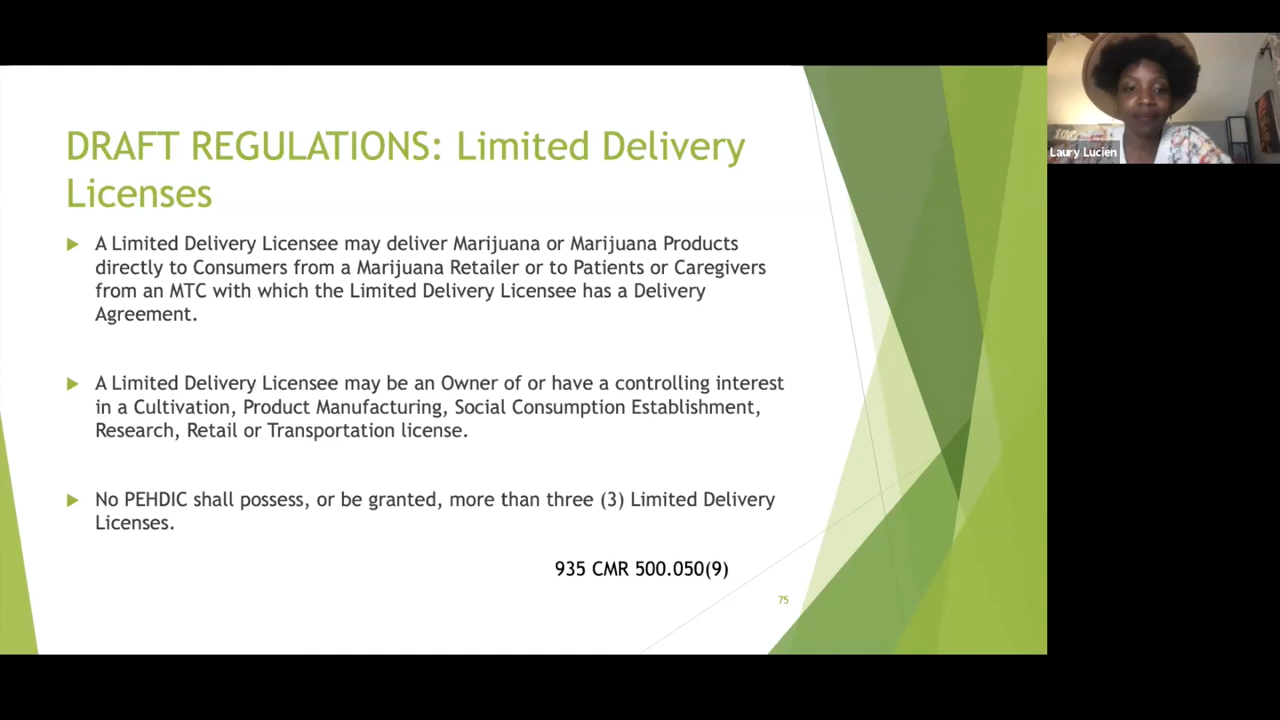 DRAFT REGULATIONS: Limited Delivery
Licenses
A Limited Delivery Licensee may deliver Marijuana or Marijuana Products
directly to Consumers from a Marijuana Retailer or to Patients or Caregivers
from an MTC with which the Limited Delivery Licensee has a Delivery
Agreement.
A Limited Delivery Licensee may be an Owner of or have a controlling interest
in a Cultivation, Product Manufacturing, Social Consumption Establishment,
Research, Retail or Transportation license.
No PEHDIC shall possess, or be granted, more than three (3) Limited Delivery
Licenses.
935 CMR 500.050(9)
75
Laury Lucien